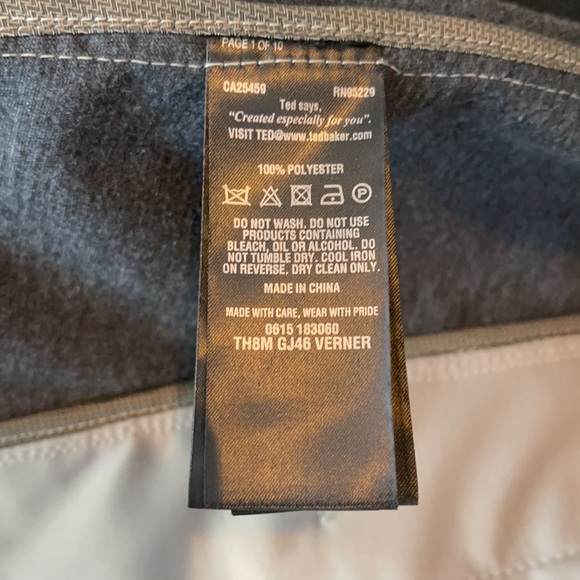 PAGE 1 OF 10
CA25459 RN95229
Ted says,
"Created especially for you".
VISIT TED@www.tedbaker.com
100% POLYESTER
P
DO NOT WASH. DO NOT USE
PRODUCTS CONTAINING
BLEACH, OIL OR ALCOHOL. DO
NOT TUMBLE DRY. COOL IRON
ON REVERSE. DRY CLEAN ONLY.
MADE IN CHINA
MADE WITH CARE, WEAR WITH PRIDE
0615 183060
TH8M GJ46 VERNER